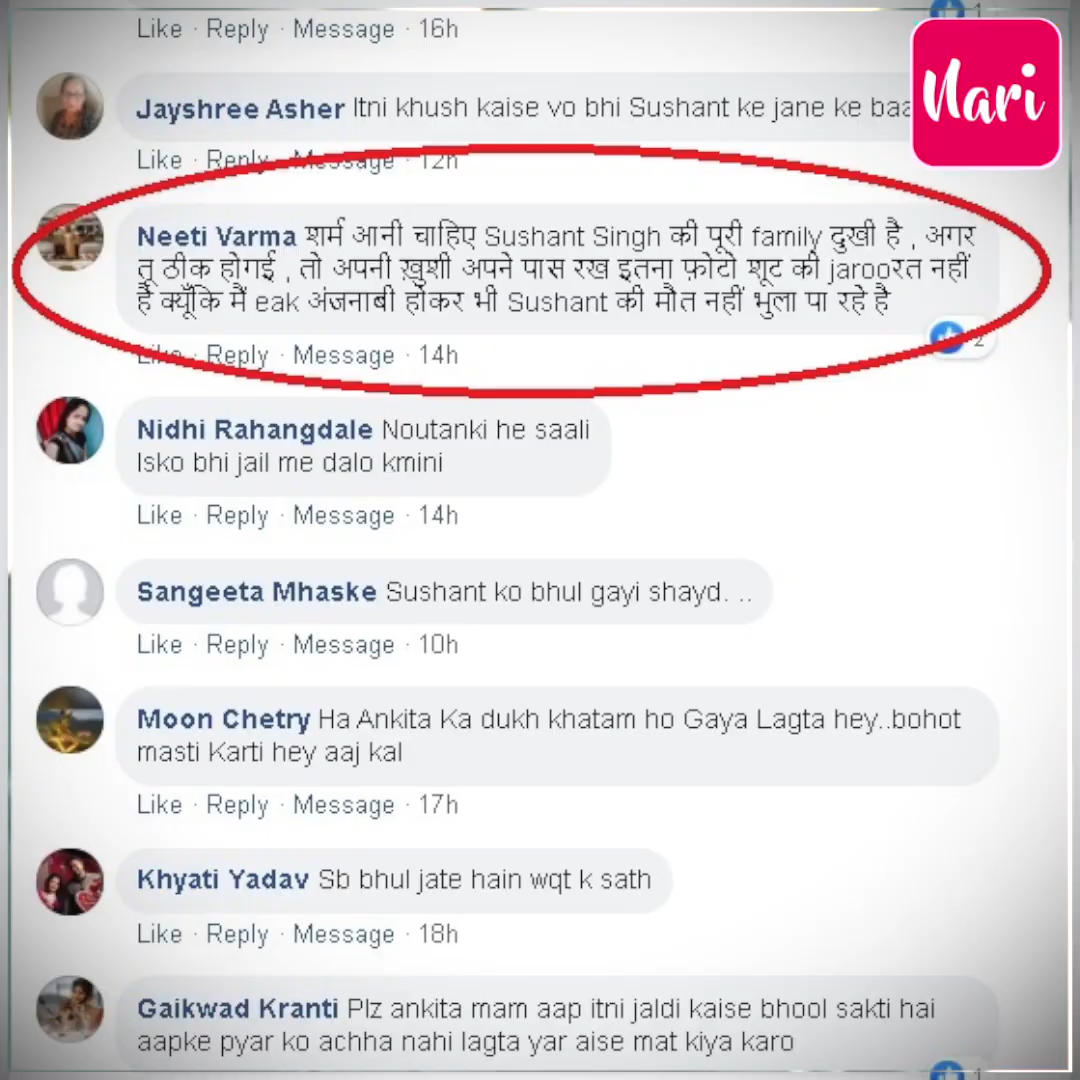 Like · Reply · Message · 16h
1
Nari
Jayshree Asher Itni khush kaise vo bhi Sushant ke jane ke
Like · Reply · Message · 12h
Neeti Varma शर्म आनी चाहिए Sushant Singh की पूरी family दुखी है , अगर
तू ठीक होगई , तो अपनी ख़ुशी अपने पास रख इतना फ़ोटो शूट की jarooरत नहीं
है क्यूँकि मैं eak अंजनाबी होकर भी Sushant की मौत नहीं भुला पा रहे है
2
Like · Reply · Message · 14h
Nidhi Rahangdale Noutanki he saali
Isko bhi jail me dalo kmini
Like · Reply · Message · 14h
Sangeeta Mhaske Sushant ko bhul gayi shayd. ..
Like · Reply · Message · 10h
Moon Chetry Ha Ankita Ka dukh khatam ho Gaya Lagta hey..bohot
masti Karti hey aaj kal
Like · Reply · Message · 17h
Khyati Yadav Sb bhul jate hain wqt k sath
Like · Reply · Message · 18h
Gaikwad Kranti Plz ankita mam aap itni jaldi kaise bhool sakti hai
aapke pyar ko achha nahi lagta yar aise mat kiya karo
1